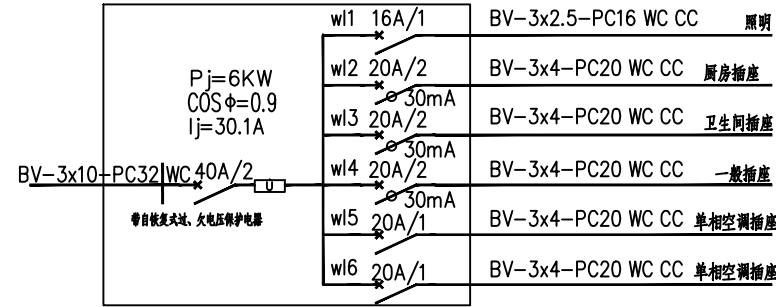 wl1 16A/1 BV-3x2.5-PC16 WC CC 照明
wl2 20A/2 BV-3x4-PC20 WC CC 厨房插座
30mA
wl3 20A/2 BV-3x4-PC20 WC CC 卫生间插座
30mA
wl4 20A/2 BV-3x4-PC20 WC CC 一般插座
30mA
wl5 20A/1 BV-3x4-PC20 WC CC 单相空调插座
wl6 20A/1 BV-3x4-PC20 WC CC 单相空调插座
Pj=6KW
COSφ=0.9
Ij=30.1A
BV-3x10-PC32 WC 40A/2
U
带自恢复式过、欠电压保护电器